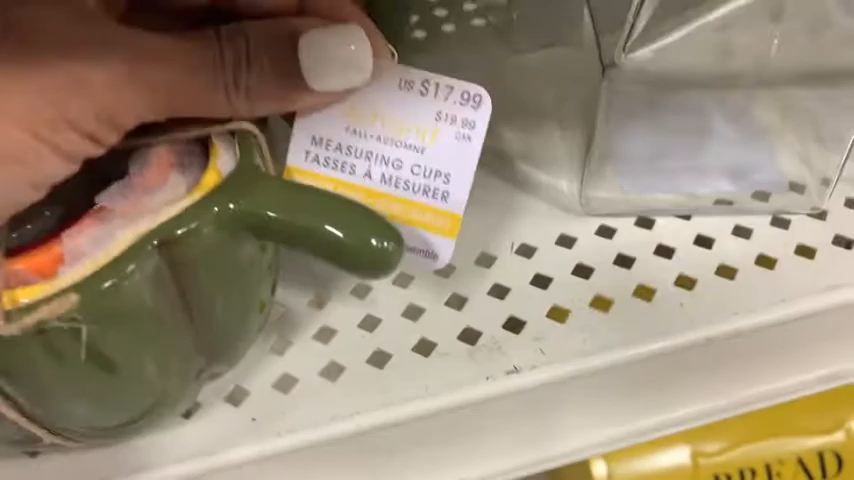 US $17.99
$19.99
CAN
FALL•AUTOMNE
MEASURING CUPS
TASSES À MESURER
BREAD